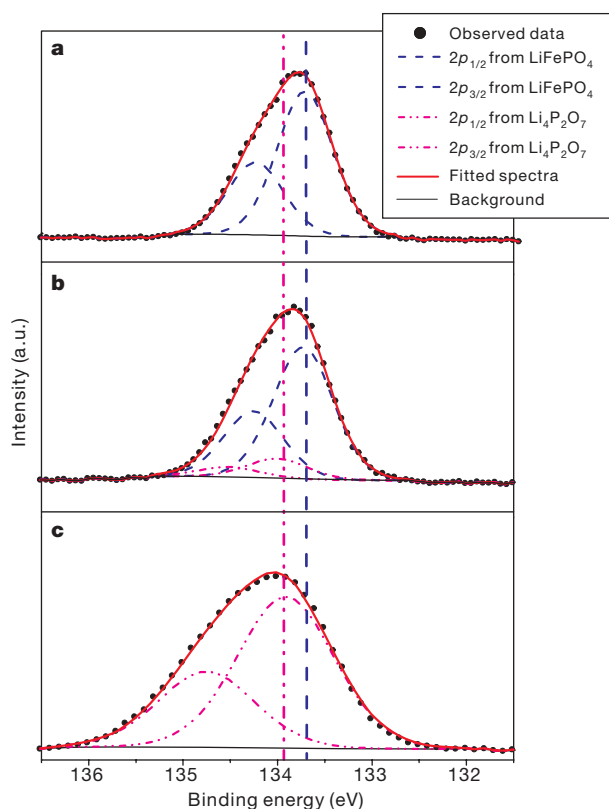 Observed data
2p1/2 from LiFePO4
2p3/2 from LiFePO4
2p1/2 from Li4P2O7
2p3/2 from Li4P2O7
Fitted spectra
Background
a
b
c
Intensity (a.u.)
136 135 134 133 132
Binding energy (eV)